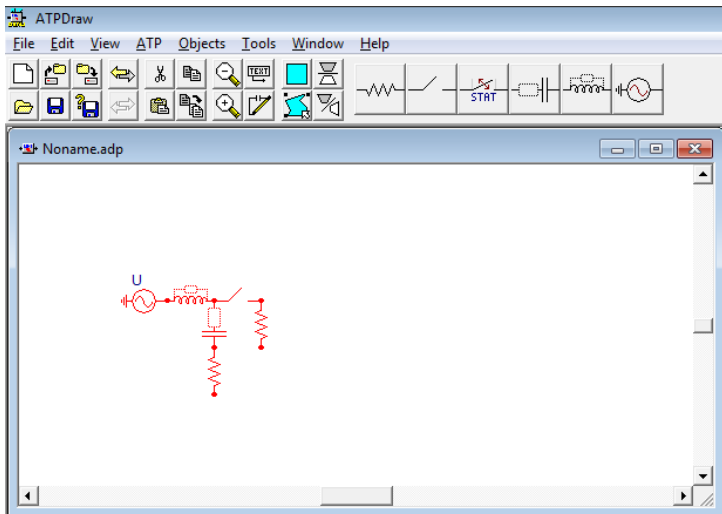 ATPDraw
File Edit View ATP Objects Tools Window Help
TEXT
STAT
Noname.adp
U